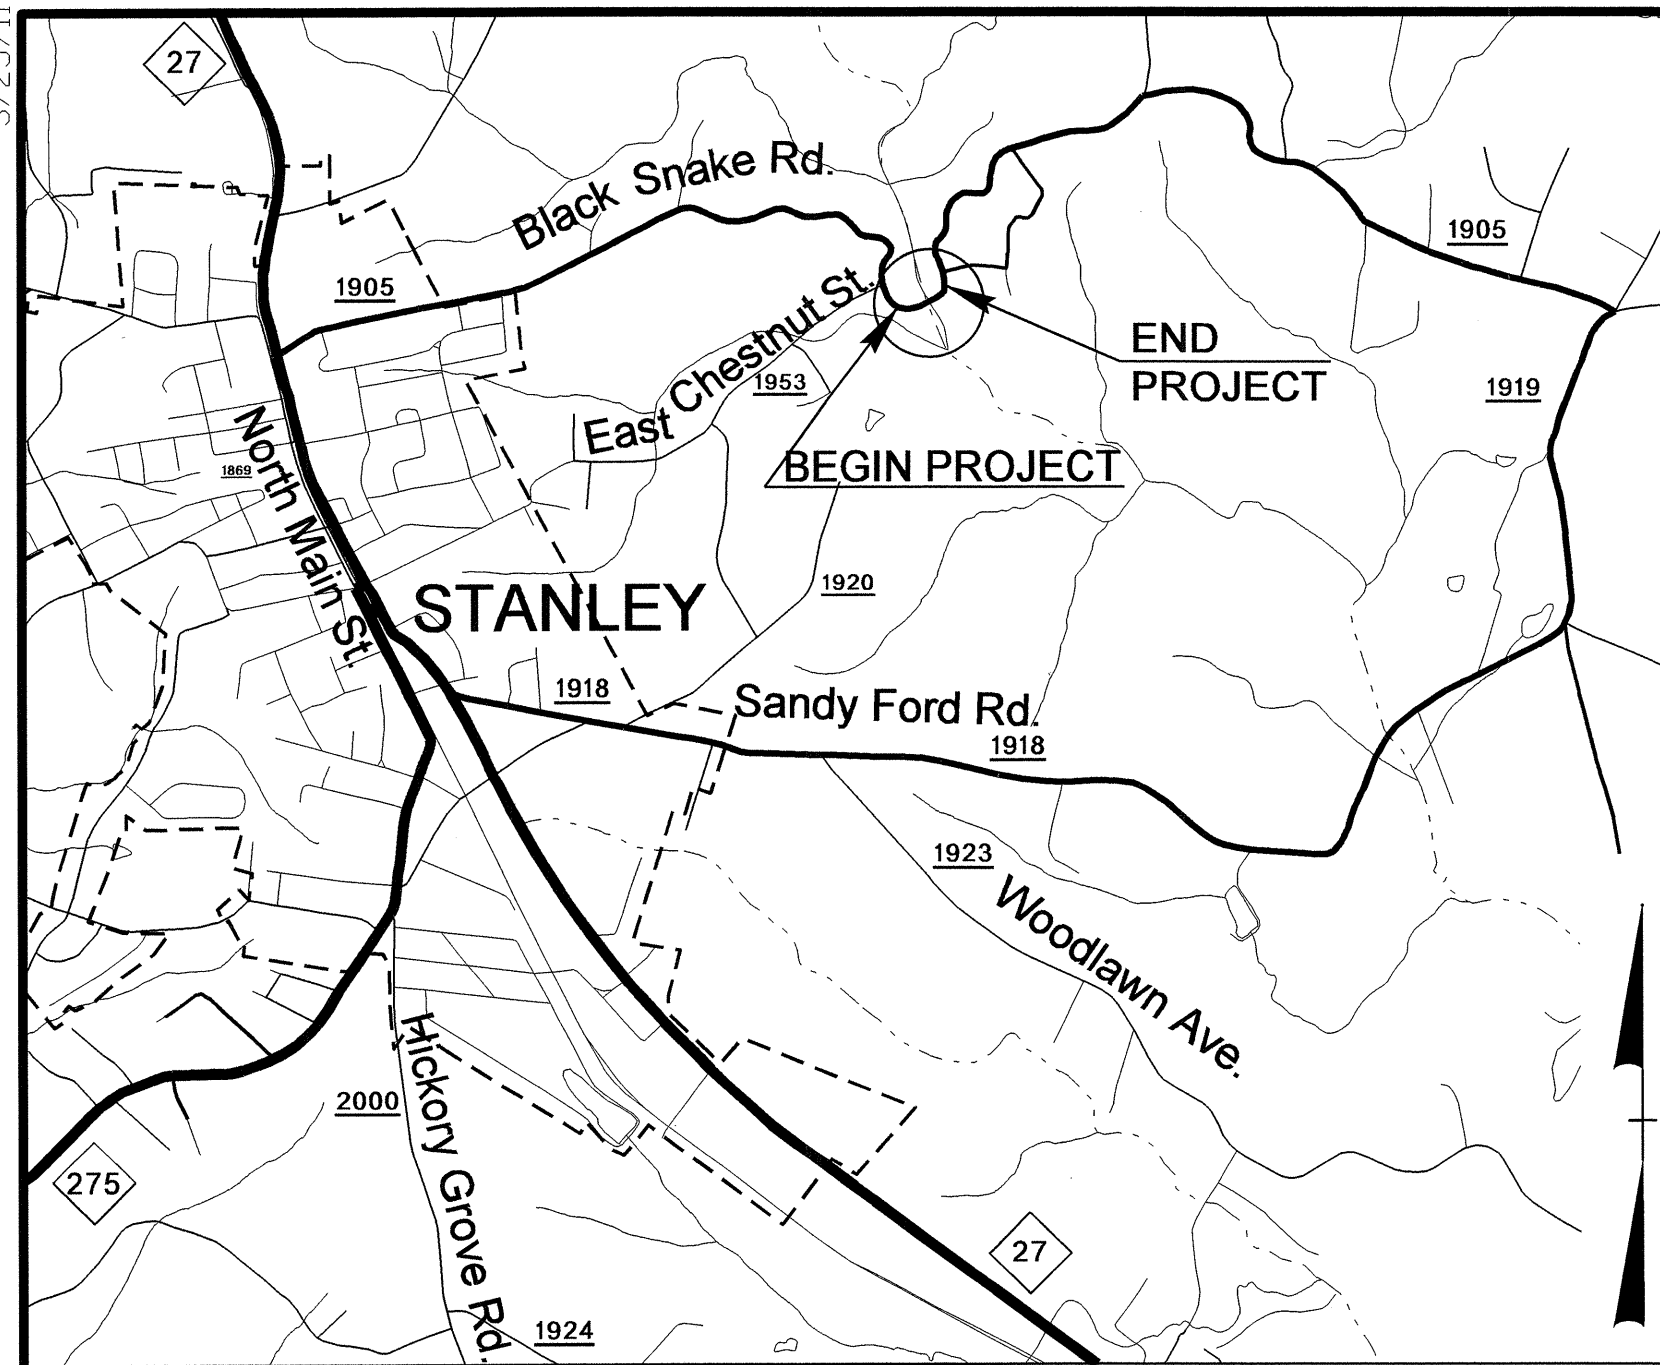 27
Black Snake Rd.
1905
1905
East Chestnut St.
END
PROJECT
1953
1919
North Main St.
1869
BEGIN PROJECT
1920
STANLEY
1918
Sandy Ford Rd.
1918
1923
Woodlawn Ave.
Hickory Grove Rd.
2000
275
27
1924